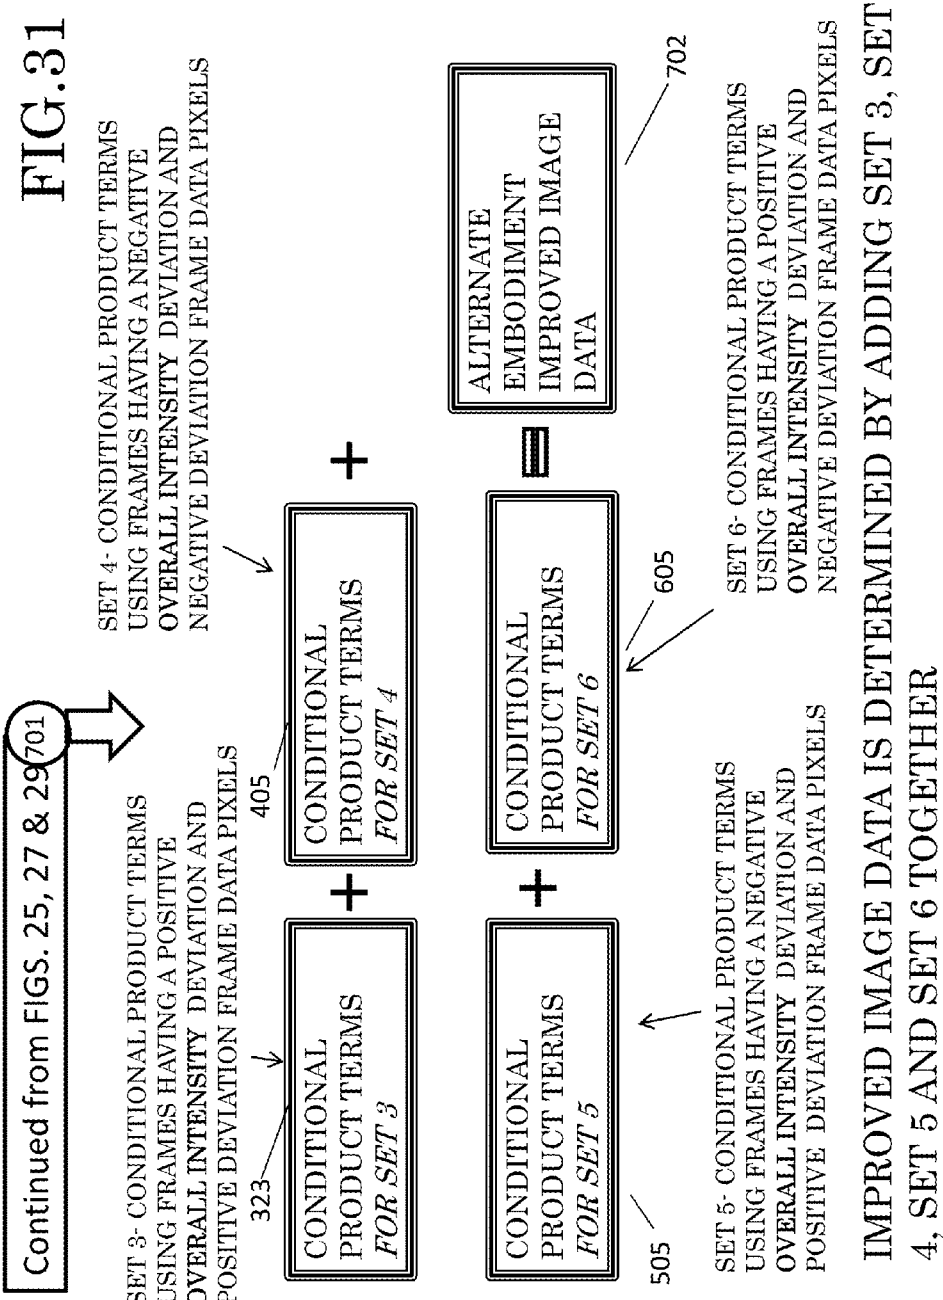 Continued from FIGS. 25, 27 & 29
701
FIG.31
SET 3- CONDITIONAL PRODUCT TERMS
USING FRAMES HAVING A POSITIVE
OVERALL INTENSITY DEVIATION AND
POSITIVE DEVIATION FRAME DATA PIXELS
SET 4- CONDITIONAL PRODUCT TERMS
USING FRAMES HAVING A NEGATIVE
OVERALL INTENSITY DEVIATION AND
NEGATIVE DEVIATION FRAME DATA PIXELS
323
405
CONDITIONAL
PRODUCT TERMS
FOR SET 3
+
CONDITIONAL
PRODUCT TERMS
FOR SET 4
+
CONDITIONAL
PRODUCT TERMS
FOR SET 5
+
CONDITIONAL
PRODUCT TERMS
FOR SET 6
=
ALTERNATE
EMBODIMENT
IMPROVED IMAGE
DATA
505
605
702
SET 5- CONDITIONAL PRODUCT TERMS
USING FRAMES HAVING A NEGATIVE
OVERALL INTENSITY DEVIATION AND
POSITIVE DEVIATION FRAME DATA PIXELS
SET 6- CONDITIONAL PRODUCT TERMS
USING FRAMES HAVING A POSITIVE
OVERALL INTENSITY DEVIATION AND
NEGATIVE DEVIATION FRAME DATA PIXELS
IMPROVED IMAGE DATA IS DETERMINED BY ADDING SET 3, SET
4, SET 5 AND SET 6 TOGETHER